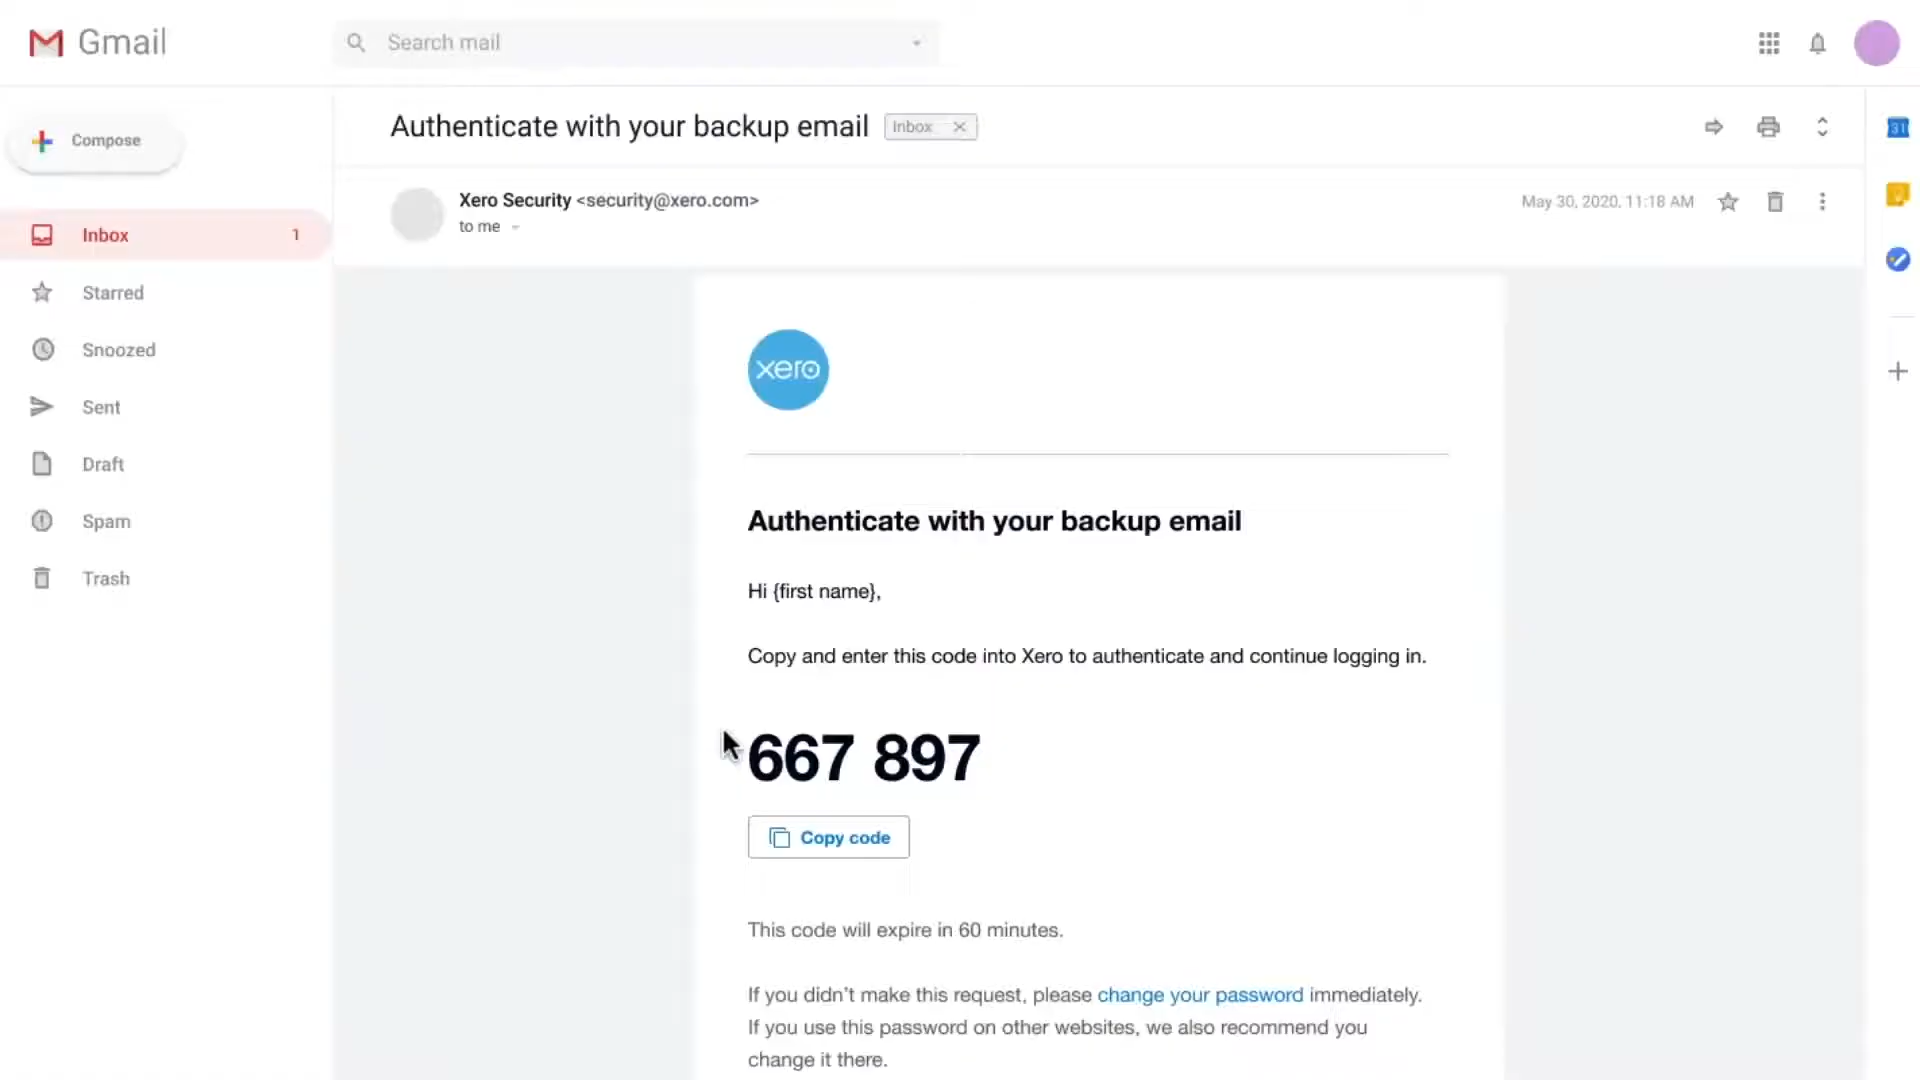 Gmail
Search mail
Compose
Authenticate with your backup email
Inbox
Xero Security <security@xero.com>
May 30, 2020, 11:18 AM
to me
31
Inbox 1
Starred
Snoozed
Sent
Draft
Spam
Trash
xero
Authenticate with your backup email
Hi {first name},
Copy and enter this code into Xero to authenticate and continue logging in.
667 897
Copy code
This code will expire in 60 minutes.
If you didn't make this request, please change your password immediately.
If you use this password on other websites, we also recommend you
change it there.